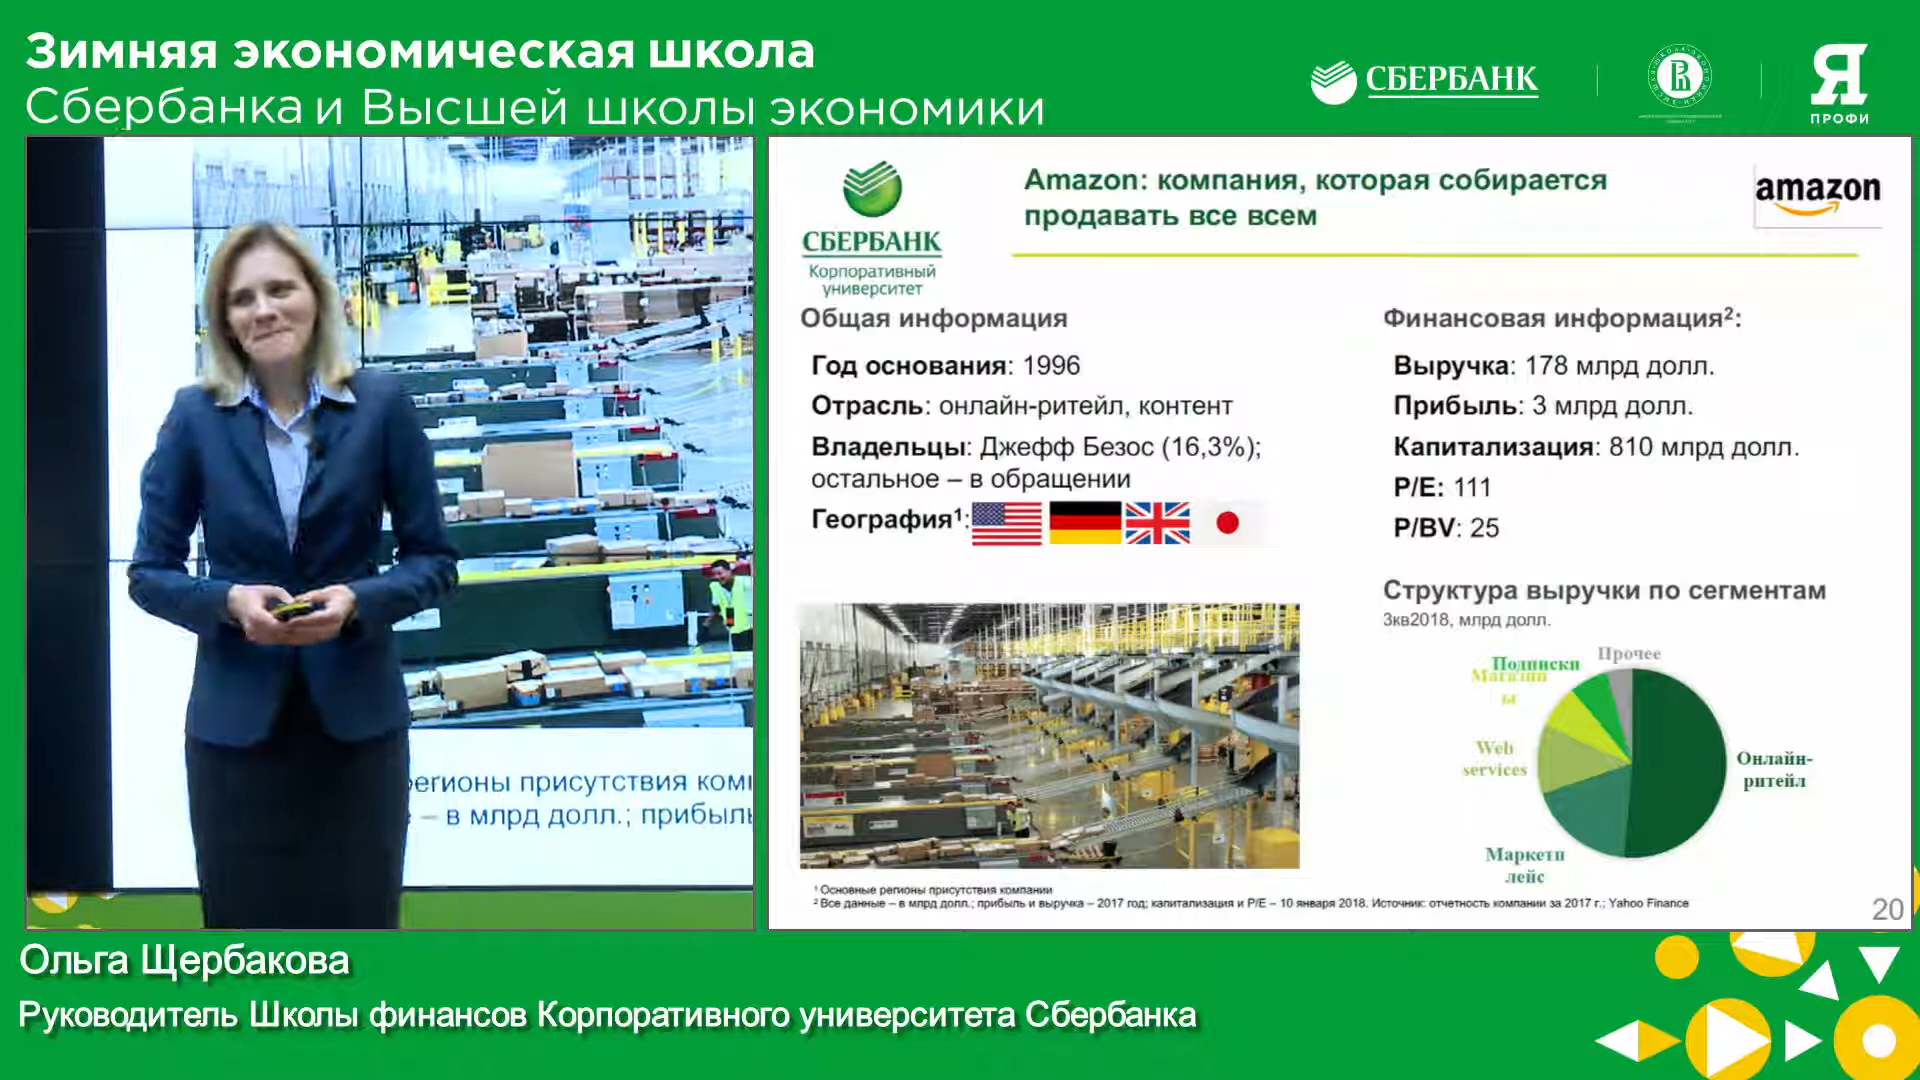 Зимняя экономическая школа
Сбербанка и Высшей школы экономики
СБЕРБАНК
Я
ПРОФИ
регионы присутствия комп
– в млрд долл.; прибыль
СБЕРБАНК
Корпоративный
университет
Amazon: компания, которая собирается
продавать все всем
amazon
Общая информация
Год основания: 1996
Отрасль: онлайн-ритейл, контент
Владельцы: Джефф Безос (16,3%);
остальное – в обращении
География¹:
Финансовая информация²:
Выручка: 178 млрд долл.
Прибыль: 3 млрд долл.
Капитализация: 810 млрд долл.
P/E: 111
P/BV: 25
Структура выручки по сегментам
3кв2018, млрд долл.
Прочее
Подписки
Магазин
ы
Web
services
Онлайн-
ритейл
Маркетп
лейс
¹ Основные регионы присутствия компании
² Все данные – в млрд долл.; прибыль и выручка – 2017 год; капитализация и P/E – 10 января 2018. Источник: отчетность компании за 2017 г.; Yahoo Finance
20
Ольга Щербакова
Руководитель Школы финансов Корпоративного университета Сбербанка